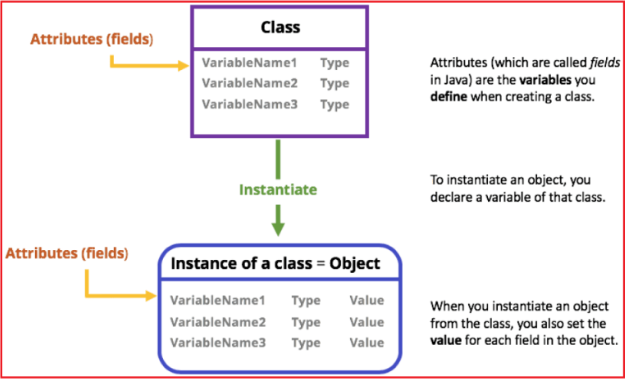 Class
Attributes (fields)
VariableName1 Type
VariableName2 Type
VariableName3 Type
Attributes (which are called fields
in Java) are the variables you
define when creating a class.
Instantiate
To instantiate an object, you
declare a variable of that class.
Attributes (fields)
Instance of a class = Object
VariableName1 Type Value
VariableName2 Type Value
VariableName3 Type Value
When you instantiate an object
from the class, you also set the
value for each field in the object.